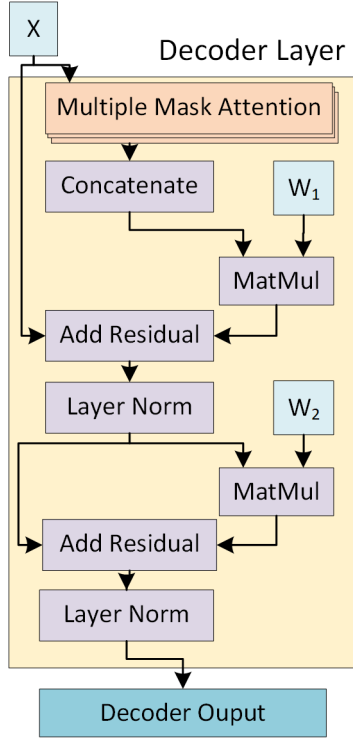 X
Decoder Layer
Multiple Mask Attention
Concatenate
W₁
MatMul
Add Residual
Layer Norm
W₂
MatMul
Add Residual
Layer Norm
Decoder Ouput